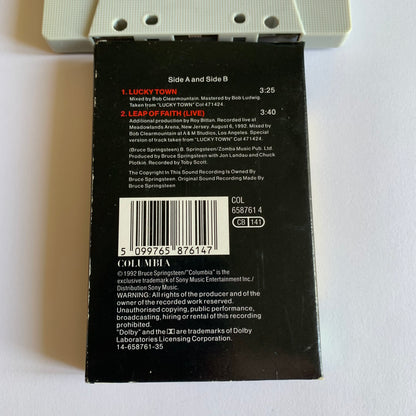 Side A and Side B
1. LUCKY TOWN 3:25
Mixed by Bob Clearmountain. Mastered by Bob Ludwig.
Taken from "LUCKY TOWN" Col 471424.
2. LEAP OF FAITH (LIVE) 3:40
Additional production by Roy Bittan. Recorded live at
Meadowlands Arena, New Jersey. August 6, 1992. Mixed by
Bob Clearmountain at A & M Studios, Los Angeles. Special
version of track taken from "LUCKY TOWN" Col 471424.
(Bruce Springsteen) B. Springsteen/Zomba Music Pub. Ltd.
Produced by Bruce Springsteen with Jon Landau and Chuck
Plotkin. Recorded by Toby Scott.
The Copyright In This Sound Recording Is Owned By
Bruce Springsteen. Original Sound Recording Made By
Bruce Springsteen
COL
658761 4
CB 141
5 099765 876147
COLUMBIA
© 1992 Bruce Springsteen/"Columbia" is the
exclusive trademark of Sony Music Entertainment Inc./
Distribution Sony Music.
WARNING: All rights of the producer and of the
owner of the recorded work reserved.
Unauthorised copying, public performance,
broadcasting, hiring or rental of this recording
prohibited.
"Dolby" and the are trademarks of Dolby
Laboratories Licensing Corporation.
14-658761-35